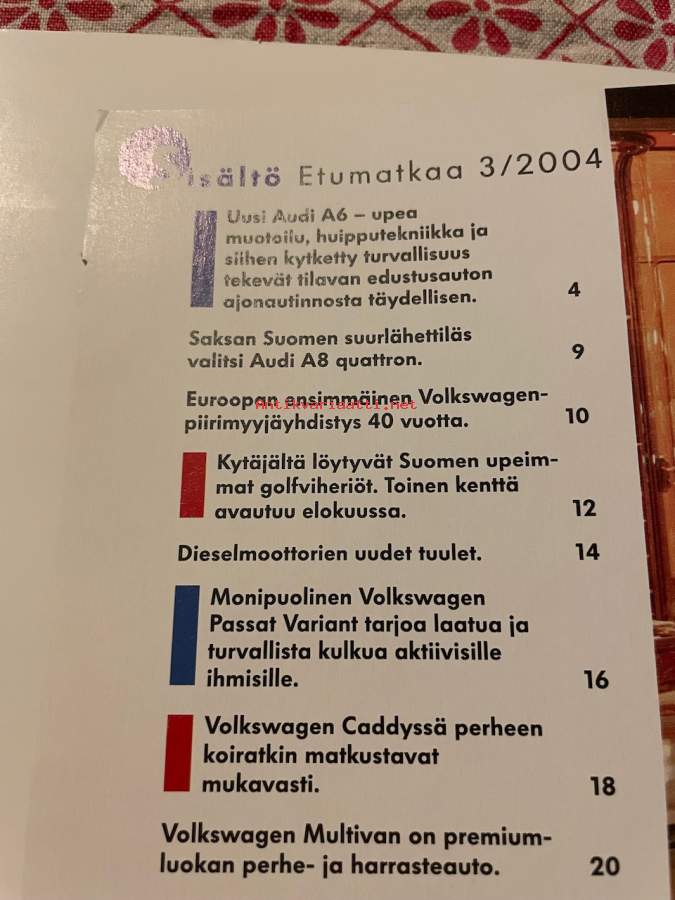 Sisältö Etumatkaa 3/2004
Uusi Audi A6 – upea
muotoilu, huipputekniikka ja
siihen kytketty turvallisuus
tekevät tilavan edustusauton
ajonautinnosta täydellisen. 4
Saksan Suomen suurlähettiläs
valitsi Audi A8 quattron. 9
Euroopan ensimmäinen Volkswagen-
Antikvariaatti.net
piirimyyjäyhdistys 40 vuotta. 10
Kytäjältä löytyvät Suomen upeim-
mat golfviheriöt. Toinen kenttä
avautuu elokuussa. 12
Dieselmoottorien uudet tuulet. 14
Monipuolinen Volkswagen
Passat Variant tarjoa laatua ja
turvallista kulkua aktiivisille
ihmisille. 16
Volkswagen Caddyssä perheen
koiratkin matkustavat
mukavasti. 18
Volkswagen Multivan on premium-
luokan perhe- ja harrasteauto. 20